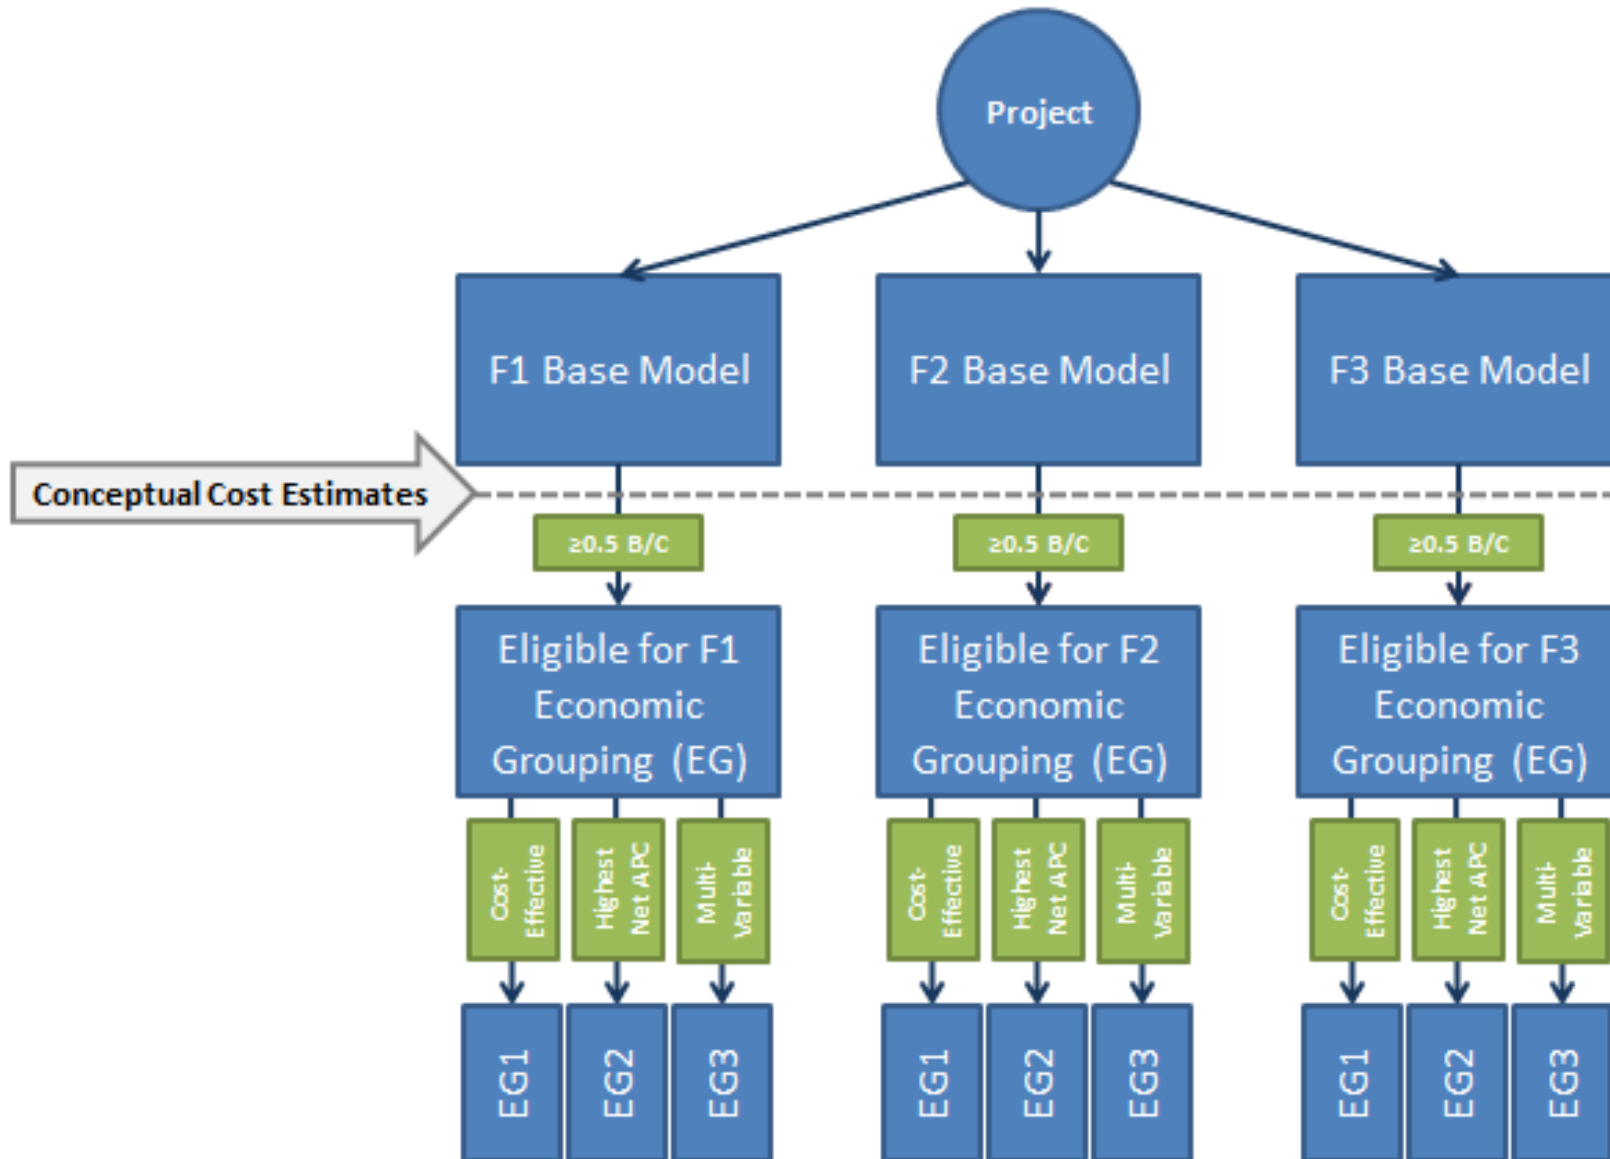 Project
F1 Base Model
F2 Base Model
F3 Base Model
Conceptual Cost Estimates
≥0.5 B/C
≥0.5 B/C
≥0.5 B/C
Eligible for F1
Economic
Grouping (EG)
Eligible for F2
Economic
Grouping (EG)
Eligible for F3
Economic
Grouping (EG)
Cost-
Effective
Highest
Net APC
Multi-
Variable
Cost-
Effective
Highest
Net APC
Multi-
Variable
Cost-
Effective
Highest
Net APC
Multi-
Variable
EG1
EG2
EG3
EG1
EG2
EG3
EG1
EG2
EG3